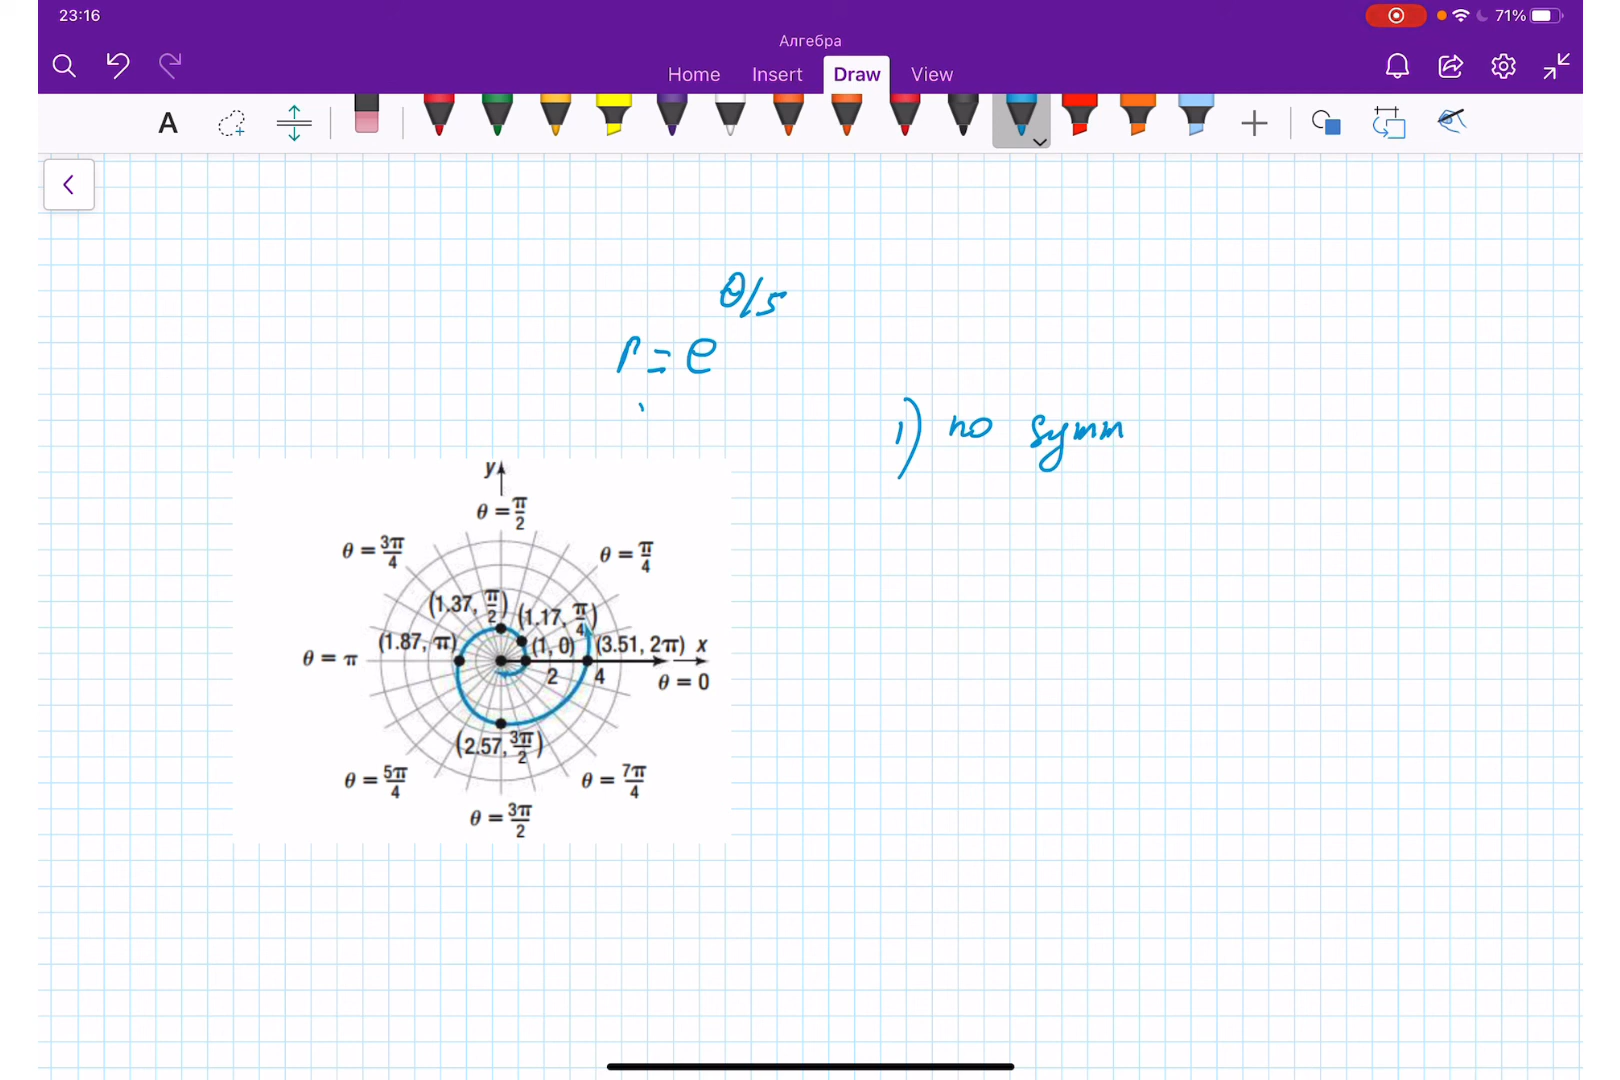 23:16
71%
Алгебра
Home Insert Draw View
A
θ/5
r = e
1) no symm
y
θ = π/2
θ = 3π/4
θ = π/4
(1.37, π/2) (1.17, π/4)
(1.87, π) (1, 0) (3.51, 2π) x
θ = π
2 4 θ = 0
(2.57, 3π/2)
θ = 5π/4 θ = 7π/4
θ = 3π/2